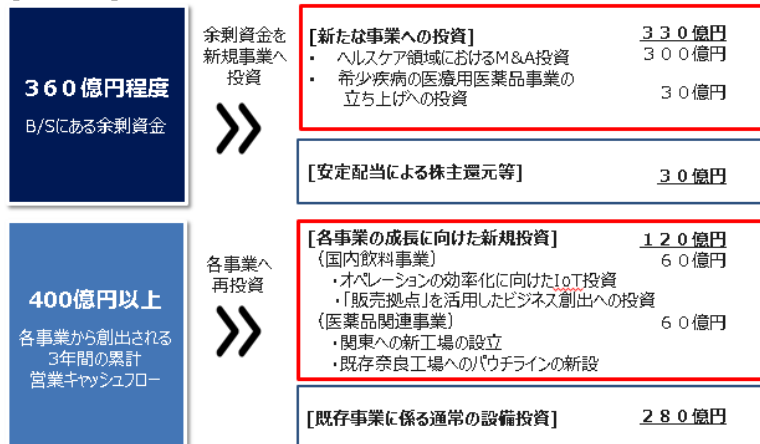 360億円程度
B/Sにある余剰資金
余剰資金を
新規事業へ
投資
[新たな事業への投資] 330億円
・ ヘルスケア領域におけるM&A投資 300億円
・ 希少疾病の医療用医薬品事業の
立ち上げへの投資 30億円
[安定配当による株主還元等] 30億円
400億円以上
各事業から創出される
3年間の累計
営業キャッシュフロー
各事業へ
再投資
[各事業の成長に向けた新規投資] 120億円
(国内飲料事業) 60億円
・オペレーションの効率化に向けたIoT投資
・「販売拠点」を活用したビジネス創出への投資
(医薬品関連事業) 60億円
・関東への新工場の設立
・既存奈良工場へのパウチラインの新設
[既存事業に係る通常の設備投資] 280億円